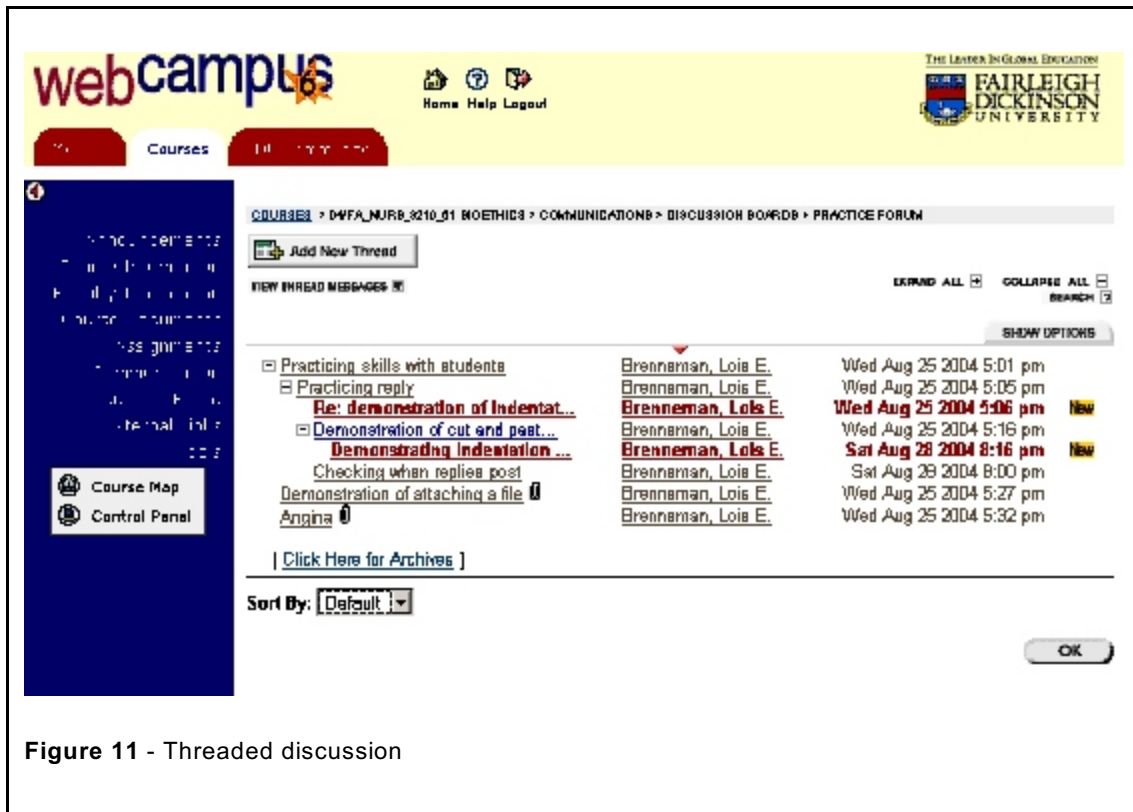 webcampus 6
Home Help Logout
THE LEADER IN GLOBAL EDUCATION
FAIRLEIGH
DICKINSON
UNIVERSITY
Courses
COURSES > BIOETHICS > COMMUNICATIONS > DISCUSSION BOARDS > PRACTICE FORUM
Add New Thread
VIEW THREAD MESSAGES
EXPAND ALL COLLAPSE ALL
SEARCH
SHOW OPTIONS
Practicing skills with students Brenneman, Lois E. Wed Aug 25 2004 5:01 pm
Practicing reply Brenneman, Lois E. Wed Aug 25 2004 5:05 pm
Re: demonstration of Indentat... Brenneman, Lois E. Wed Aug 25 2004 5:06 pm New
Demonstration of cut and past... Brenneman, Lois E. Wed Aug 25 2004 5:16 pm
Demonstrating Indentation ... Brenneman, Lois E. Sat Aug 28 2004 8:16 pm New
Checking when replies post Brenneman, Lois E. Sat Aug 2004 8:00 pm
Demonstration of attaching a file Brenneman, Lois E. Wed Aug 25 2004 5:27 pm
Angina Brenneman, Lois E. Wed Aug 25 2004 5:32 pm
[ Click Here for Archives ]
Sort By: Default
OK
Announcements
Assignments
Course Map
Control Panel
Figure 11 - Threaded discussion